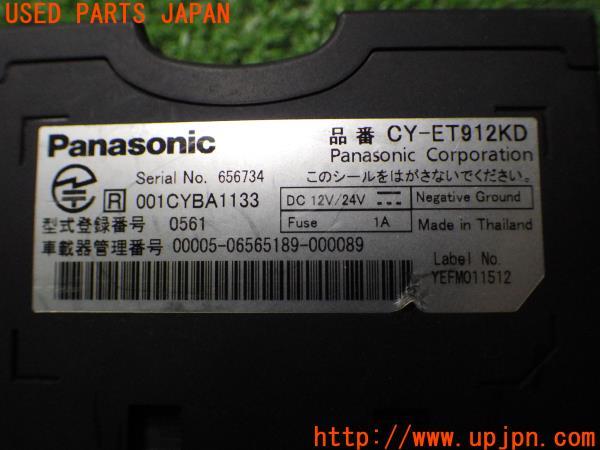 USED PARTS JAPAN
Panasonic
品番 CY-ET912KD
Panasonic Corporation
Serial No. 656734
このシールをはがさないでください。
R 001CYBA1133
DC 12V/24V
Negative Ground
型式登録番号 0561
Fuse 1A
Made in Thailand
車載器管理番号 00005-06565189-000089
Label No.
YEFM011512
UPJ
http://www.upjpn.com/